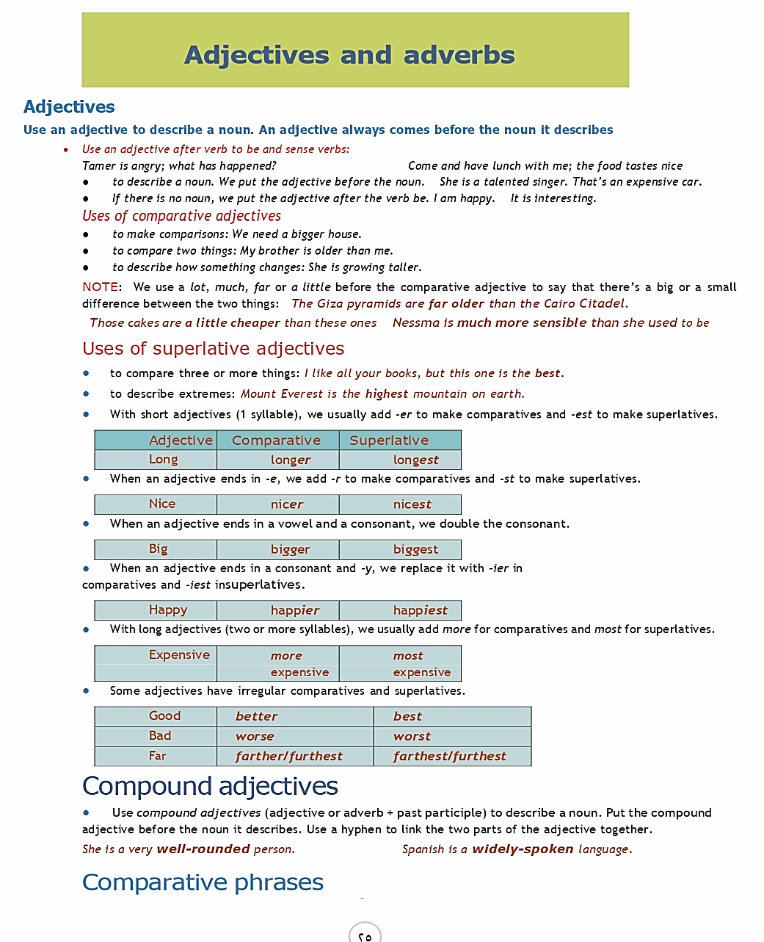 Adjectives and adverbs
Adjectives
Use an adjective to describe a noun. An adjective always comes before the noun it describes
• Use an adjective after verb to be and sense verbs:
Tamer is angry; what has happened? Come and have lunch with me; the food tastes nice
• to describe a noun. We put the adjective before the noun. She is a talented singer. That's an expensive car.
• If there is no noun, we put the adjective after the verb be. I am happy. It is interesting.
Uses of comparative adjectives
• to make comparisons: We need a bigger house.
• to compare two things: My brother is older than me.
• to describe how something changes: She is growing taller.
NOTE: We use a lot, much, far or a little before the comparative adjective to say that there's a big or a small
difference between the two things: The Giza pyramids are far older than the Cairo Citadel.
Those cakes are a little cheaper than these ones Nessma is much more sensible than she used to be
Uses of superlative adjectives
• to compare three or more things: I like all your books, but this one is the best.
• to describe extremes: Mount Everest is the highest mountain on earth.
• With short adjectives (1 syllable), we usually add -er to make comparatives and -est to make superlatives.
Adjective Comparative Superlative
Long longer longest
• When an adjective ends in -e, we add -r to make comparatives and -st to make superlatives.
Nice nicer nicest
• When an adjective ends in a vowel and a consonant, we double the consonant.
Big bigger biggest
• When an adjective ends in a consonant and -y, we replace it with -ier in
comparatives and -iest insuperlatives.
Happy happier happiest
• With long adjectives (two or more syllables), we usually add more for comparatives and most for superlatives.
Expensive more most
expensive expensive
• Some adjectives have irregular comparatives and superlatives.
Good better best
Bad worse worst
Far farther/furthest farthest/furthest
Compound adjectives
• Use compound adjectives (adjective or adverb + past participle) to describe a noun. Put the compound
adjective before the noun it describes. Use a hyphen to link the two parts of the adjective together.
She is a very well-rounded person. Spanish is a widely-spoken language.
Comparative phrases
٢٥